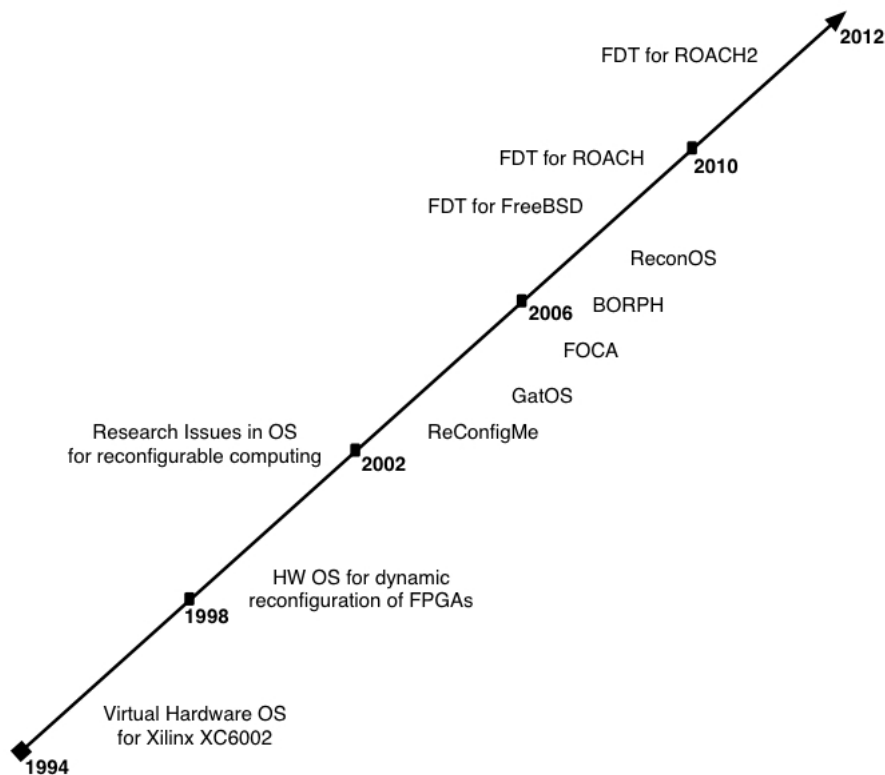 2012
FDT for ROACH2
FDT for ROACH
2010
FDT for FreeBSD
ReconOS
2006
BORPH
FOCA
GatOS
Research Issues in OS
for reconfigurable computing
ReConfigMe
2002
HW OS for dynamic
reconfiguration of FPGAs
1998
Virtual Hardware OS
for Xilinx XC6002
1994